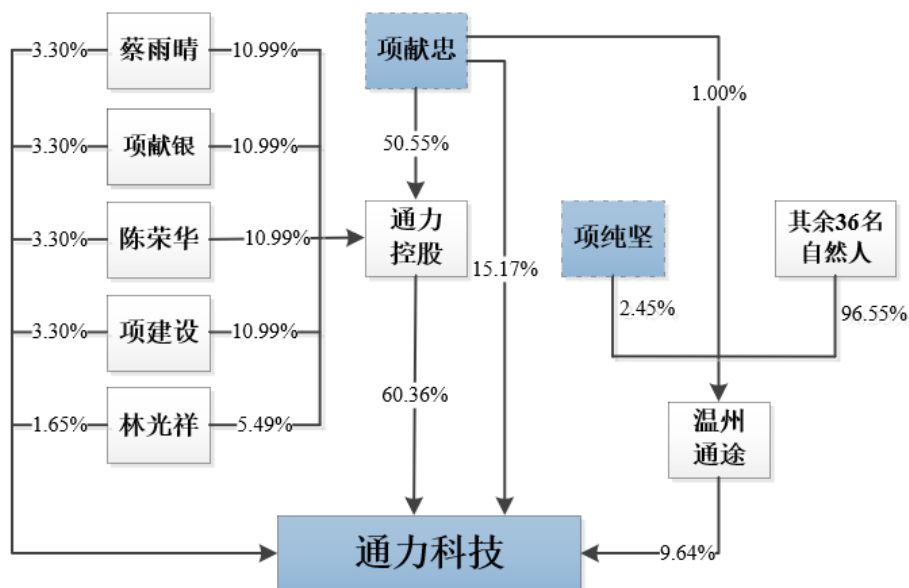 3.30%
蔡雨晴
10.99%
项献忠
1.00%
3.30%
项献银
10.99%
50.55%
3.30%
陈荣华
10.99%
通力
控股
15.17%
项纯坚
其余36名
自然人
3.30%
项建设
10.99%
2.45%
96.55%
60.36%
1.65%
林光祥
5.49%
温州
通途
通力科技
9.64%